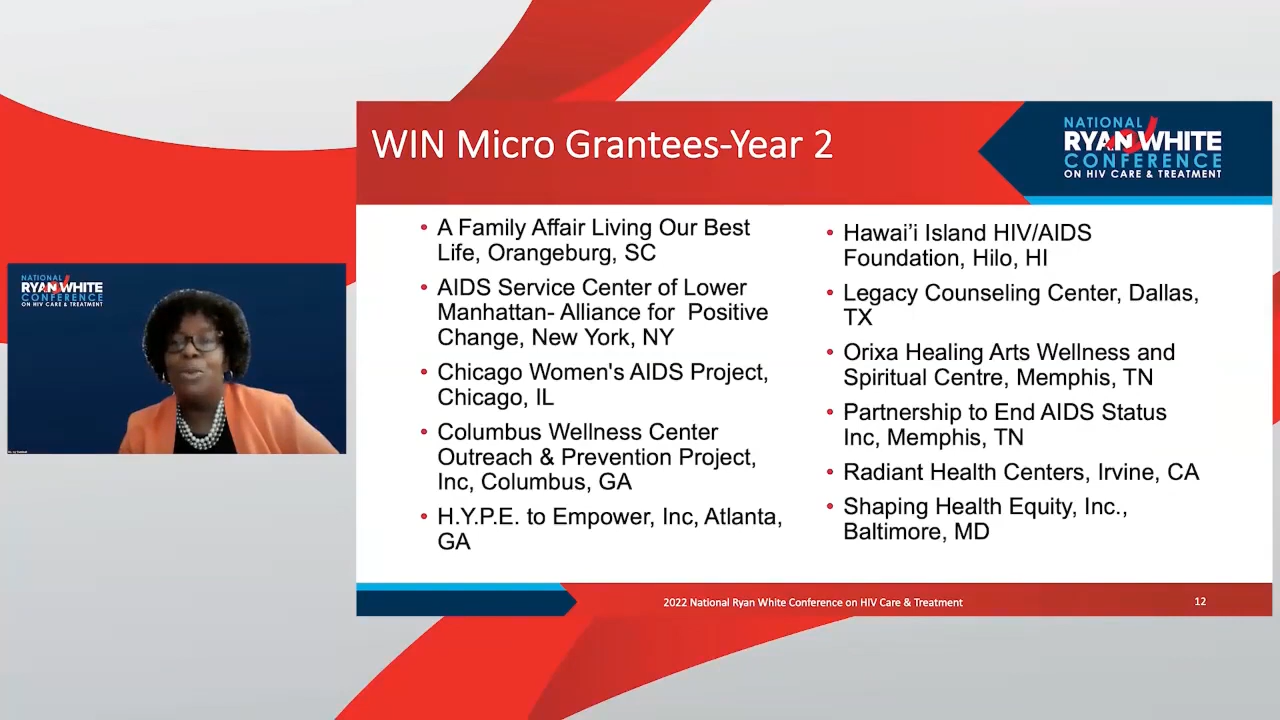 WIN Micro Grantees-Year 2
NATIONAL
RYAN WHITE
CONFERENCE
ON HIV CARE & TREATMENT
• A Family Affair Living Our Best
Life, Orangeburg, SC
• AIDS Service Center of Lower
Manhattan- Alliance for Positive
Change, New York, NY
• Chicago Women's AIDS Project,
Chicago, IL
• Columbus Wellness Center
Outreach & Prevention Project,
Inc, Columbus, GA
• H.Y.P.E. to Empower, Inc, Atlanta,
GA
• Hawai’i Island HIV/AIDS
Foundation, Hilo, HI
• Legacy Counseling Center, Dallas,
TX
• Orixa Healing Arts Wellness and
Spiritual Centre, Memphis, TN
• Partnership to End AIDS Status
Inc, Memphis, TN
• Radiant Health Centers, Irvine, CA
• Shaping Health Equity, Inc.,
Baltimore, MD
2022 National Ryan White Conference on HIV Care & Treatment
12
NATIONAL
RYAN WHITE
CONFERENCE
ON HIV CARE & TREATMENT